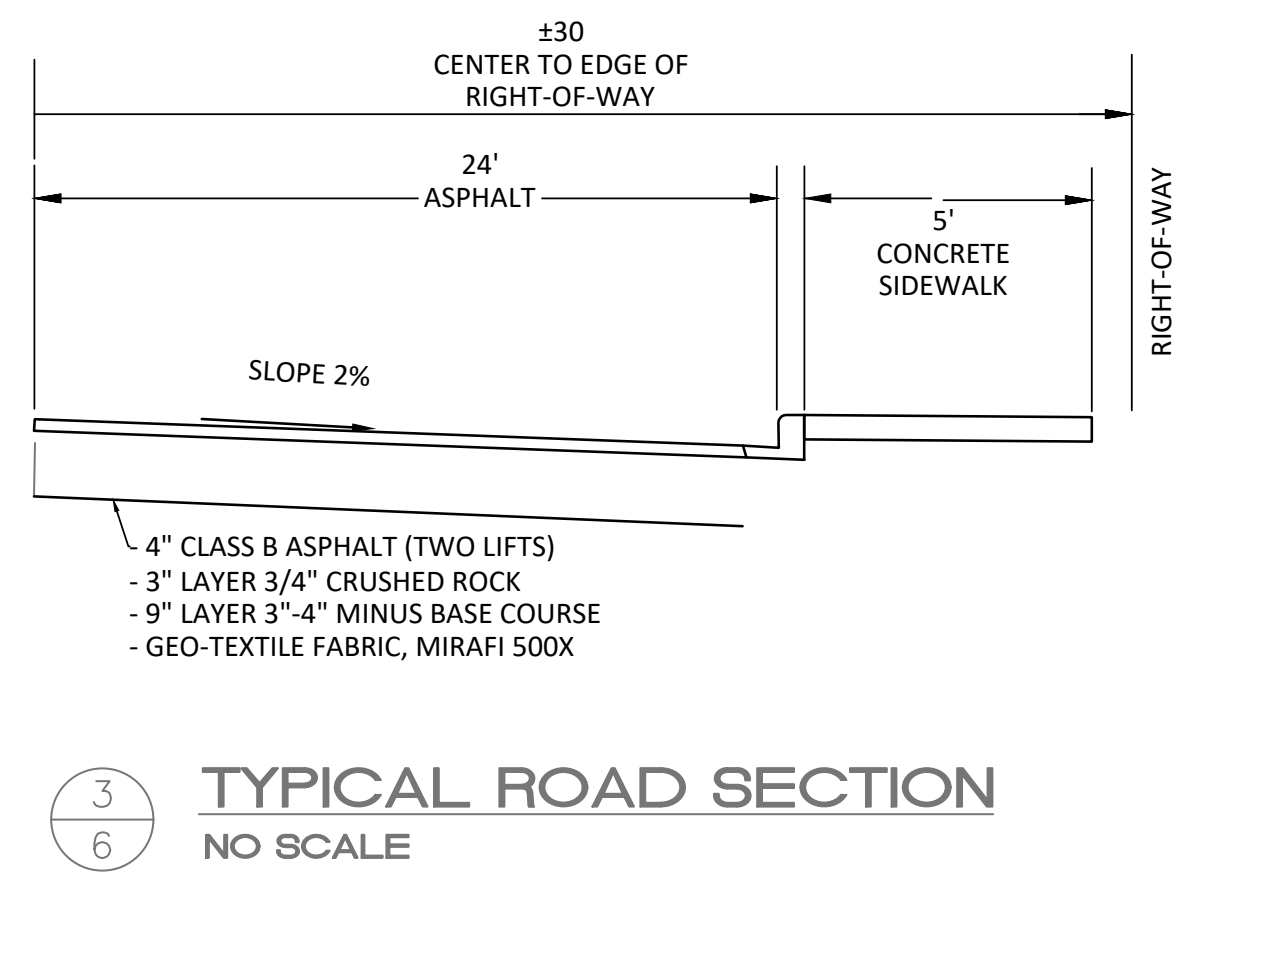 ±30
CENTER TO EDGE OF
RIGHT-OF-WAY
24'
ASPHALT
5'
CONCRETE
SIDEWALK
RIGHT-OF-WAY
SLOPE 2%
- 4" CLASS B ASPHALT (TWO LIFTS)
- 3" LAYER 3/4" CRUSHED ROCK
- 9" LAYER 3"-4" MINUS BASE COURSE
- GEO-TEXTILE FABRIC, MIRAFI 500X
3
6
TYPICAL ROAD SECTION
NO SCALE